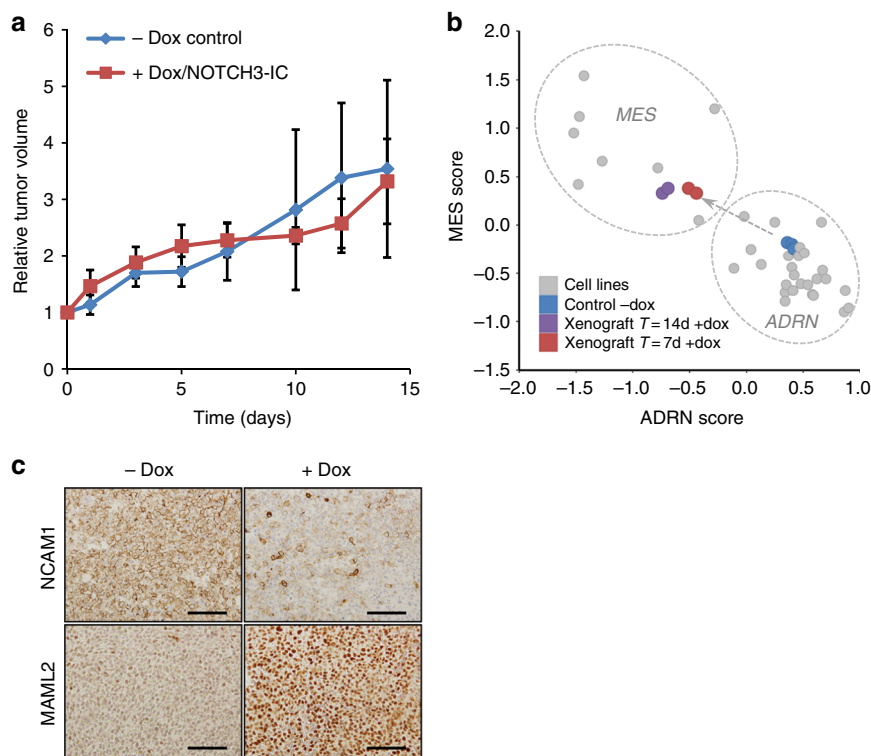 a
– Dox control
+ Dox/NOTCH3-IC
Relative tumor volume
6
5
4
3
2
1
0
0 5 10 15
Time (days)
b
MES score
2.0
1.5
1.0
0.5
0.0
–0.5
–1.0
–1.5
MES
ADRN
Cell lines
Control –dox
Xenograft T = 14d +dox
Xenograft T = 7d +dox
–2.0 –1.5 –1.0 –0.5 0.0 0.5 1.0
ADRN score
c
– Dox + Dox
NCAM1
MAML2